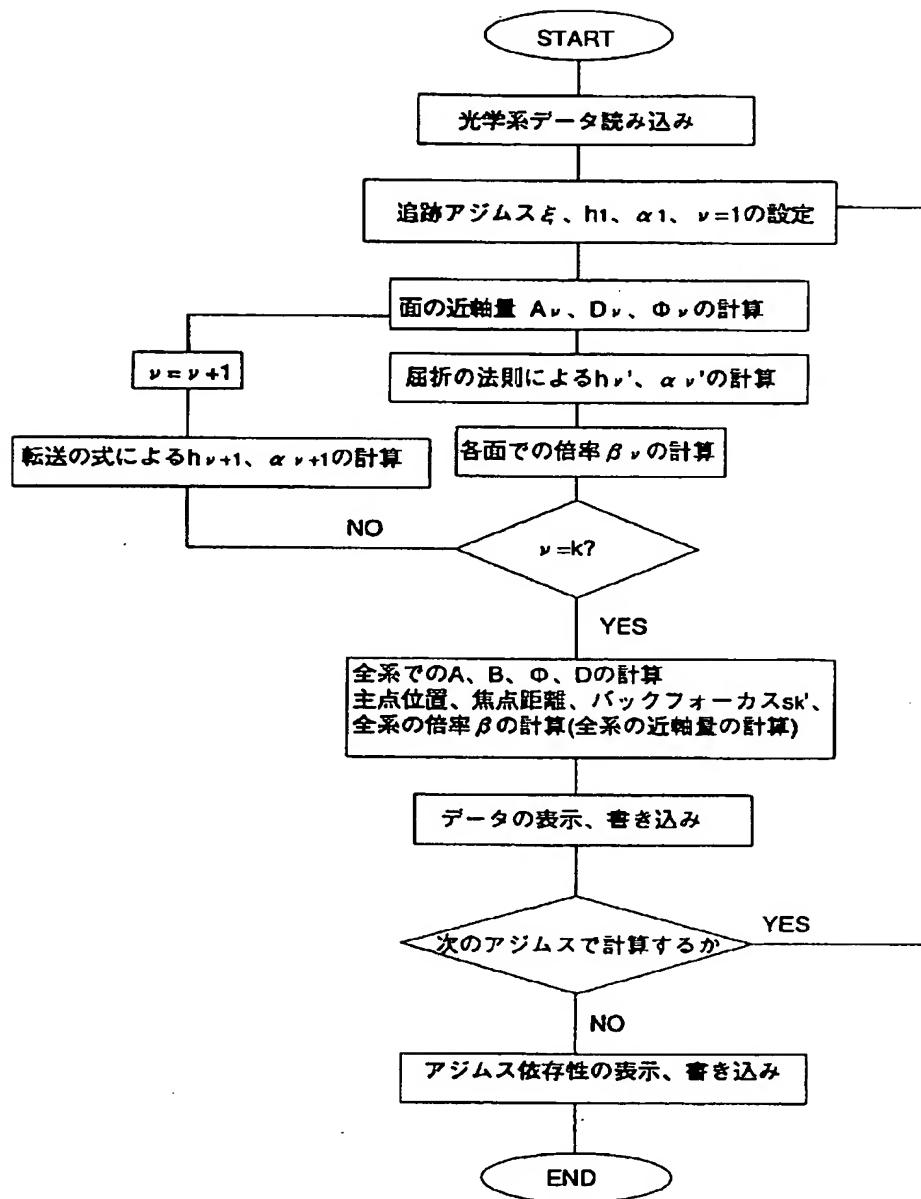 START
光学系データ読み込み
追跡アジムスξ、h1、α1、ν=1の設定
面の近軸量 Aν、Dν、Φνの計算
ν=ν+1
屈折の法則によるhν'、αν'の計算
転送の式によるhν+1、αν+1の計算
各面での倍率βνの計算
NO
ν=k?
YES
全系でのA、B、Φ、Dの計算
主点位置、焦点距離、バックフォーカスsk'、
全系の倍率βの計算(全系の近軸量の計算)
データの表示、書き込み
次のアジムスで計算するか
YES
NO
アジムス依存性の表示、書き込み
END